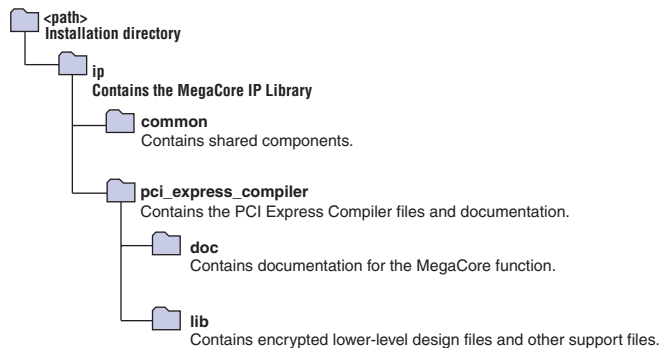 <path>
Installation directory
ip
Contains the MegaCore IP Library
common
Contains shared components.
pci_express_compiler
Contains the PCI Express Compiler files and documentation.
doc
Contains documentation for the MegaCore function.
lib
Contains encrypted lower-level design files and other support files.